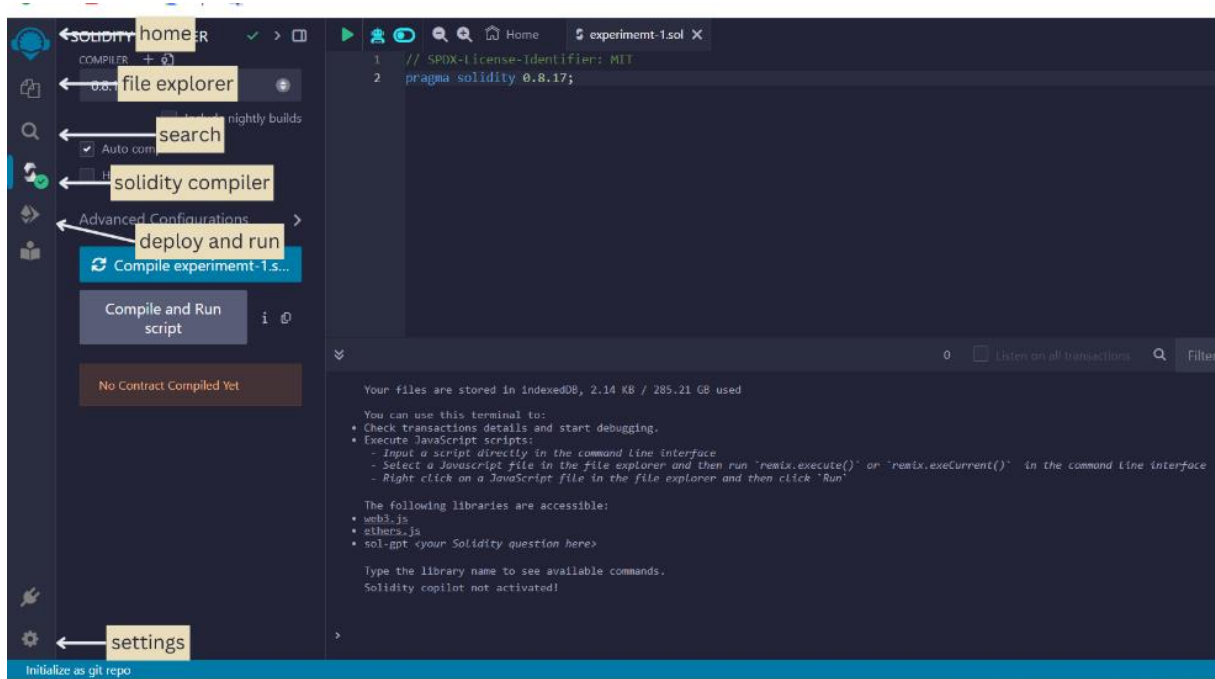 home
SOLIDITY R
COMPILER
file explorer
nightly builds
search
Auto com
solidity compiler
Advanced Configurations
deploy and run
Compile experimemt-1.s...
Compile and Run
script
i
No Contract Compiled Yet
settings
Initialize as git repo
Home
experimemt-1.sol
1 // SPDX-License-Identifier: MIT
2 pragma solidity 0.8.17;
0 Listen on all transactions Filter
Your files are stored in indexedDB, 2.14 KB / 285.21 GB used
You can use this terminal to:
• Check transactions details and start debugging.
• Execute JavaScript scripts:
- Input a script directly in the command line interface
- Select a Javascript file in the file explorer and then run `remix.execute()` or `remix.exeCurrent()` in the command line interface
- Right click on a JavaScript file in the file explorer and then click `Run`
The following libraries are accessible:
• web3.js
• ethers.js
• sol-gpt <your Solidity question here>
Type the library name to see available commands.
Solidity copilot not activated!
>